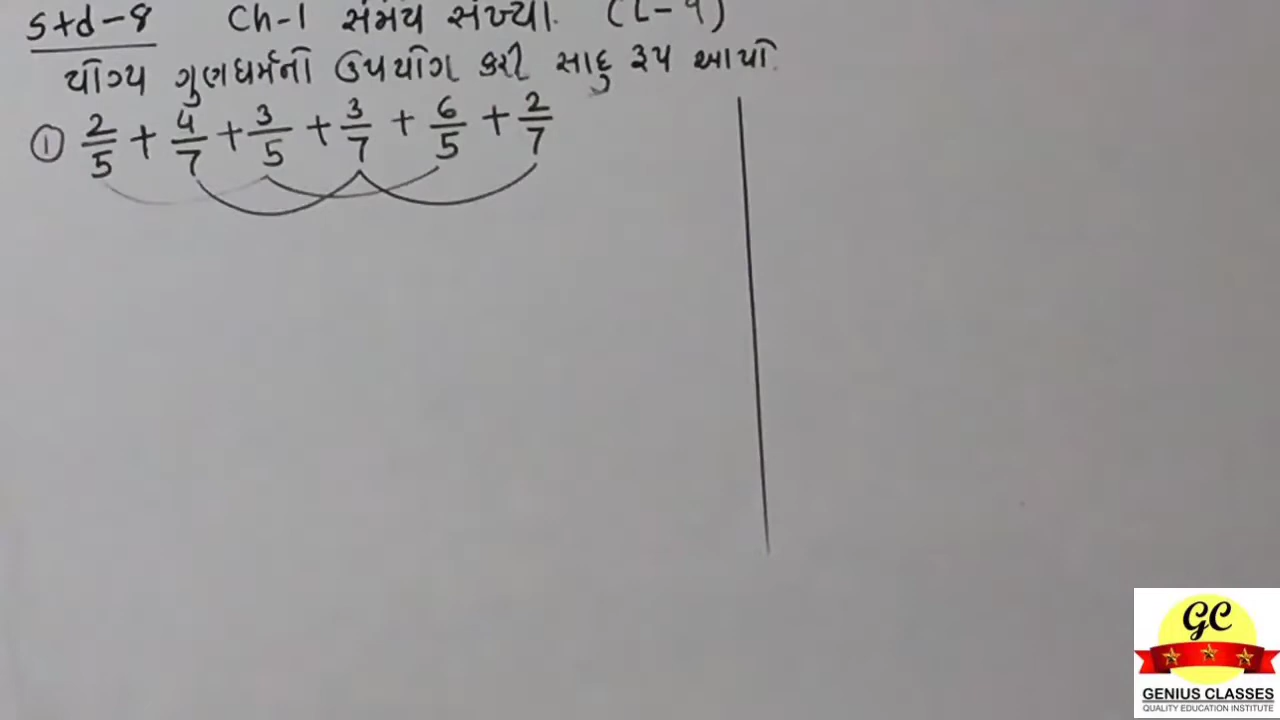 Std-8 Ch-1 સંમેય સંખ્યા. (L-9)
યોગ્ય ગુણધર્મનો ઉપયોગ કરી સાદુ રૂપ આપો.
① 2/5 + 4/7 + 3/5 + 3/7 + 6/5 + 2/7
GC
GENIUS CLASSES
QUALITY EDUCATION INSTITUTE